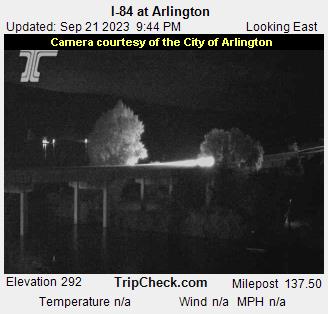 I-84 at Arlington
Updated: Sep 21 2023 9:44 PM Looking East
Camera courtesy of the City of Arlington
Elevation 292 TripCheck.com Milepost 137.50
Temperature n/a Wind n/a MPH n/a